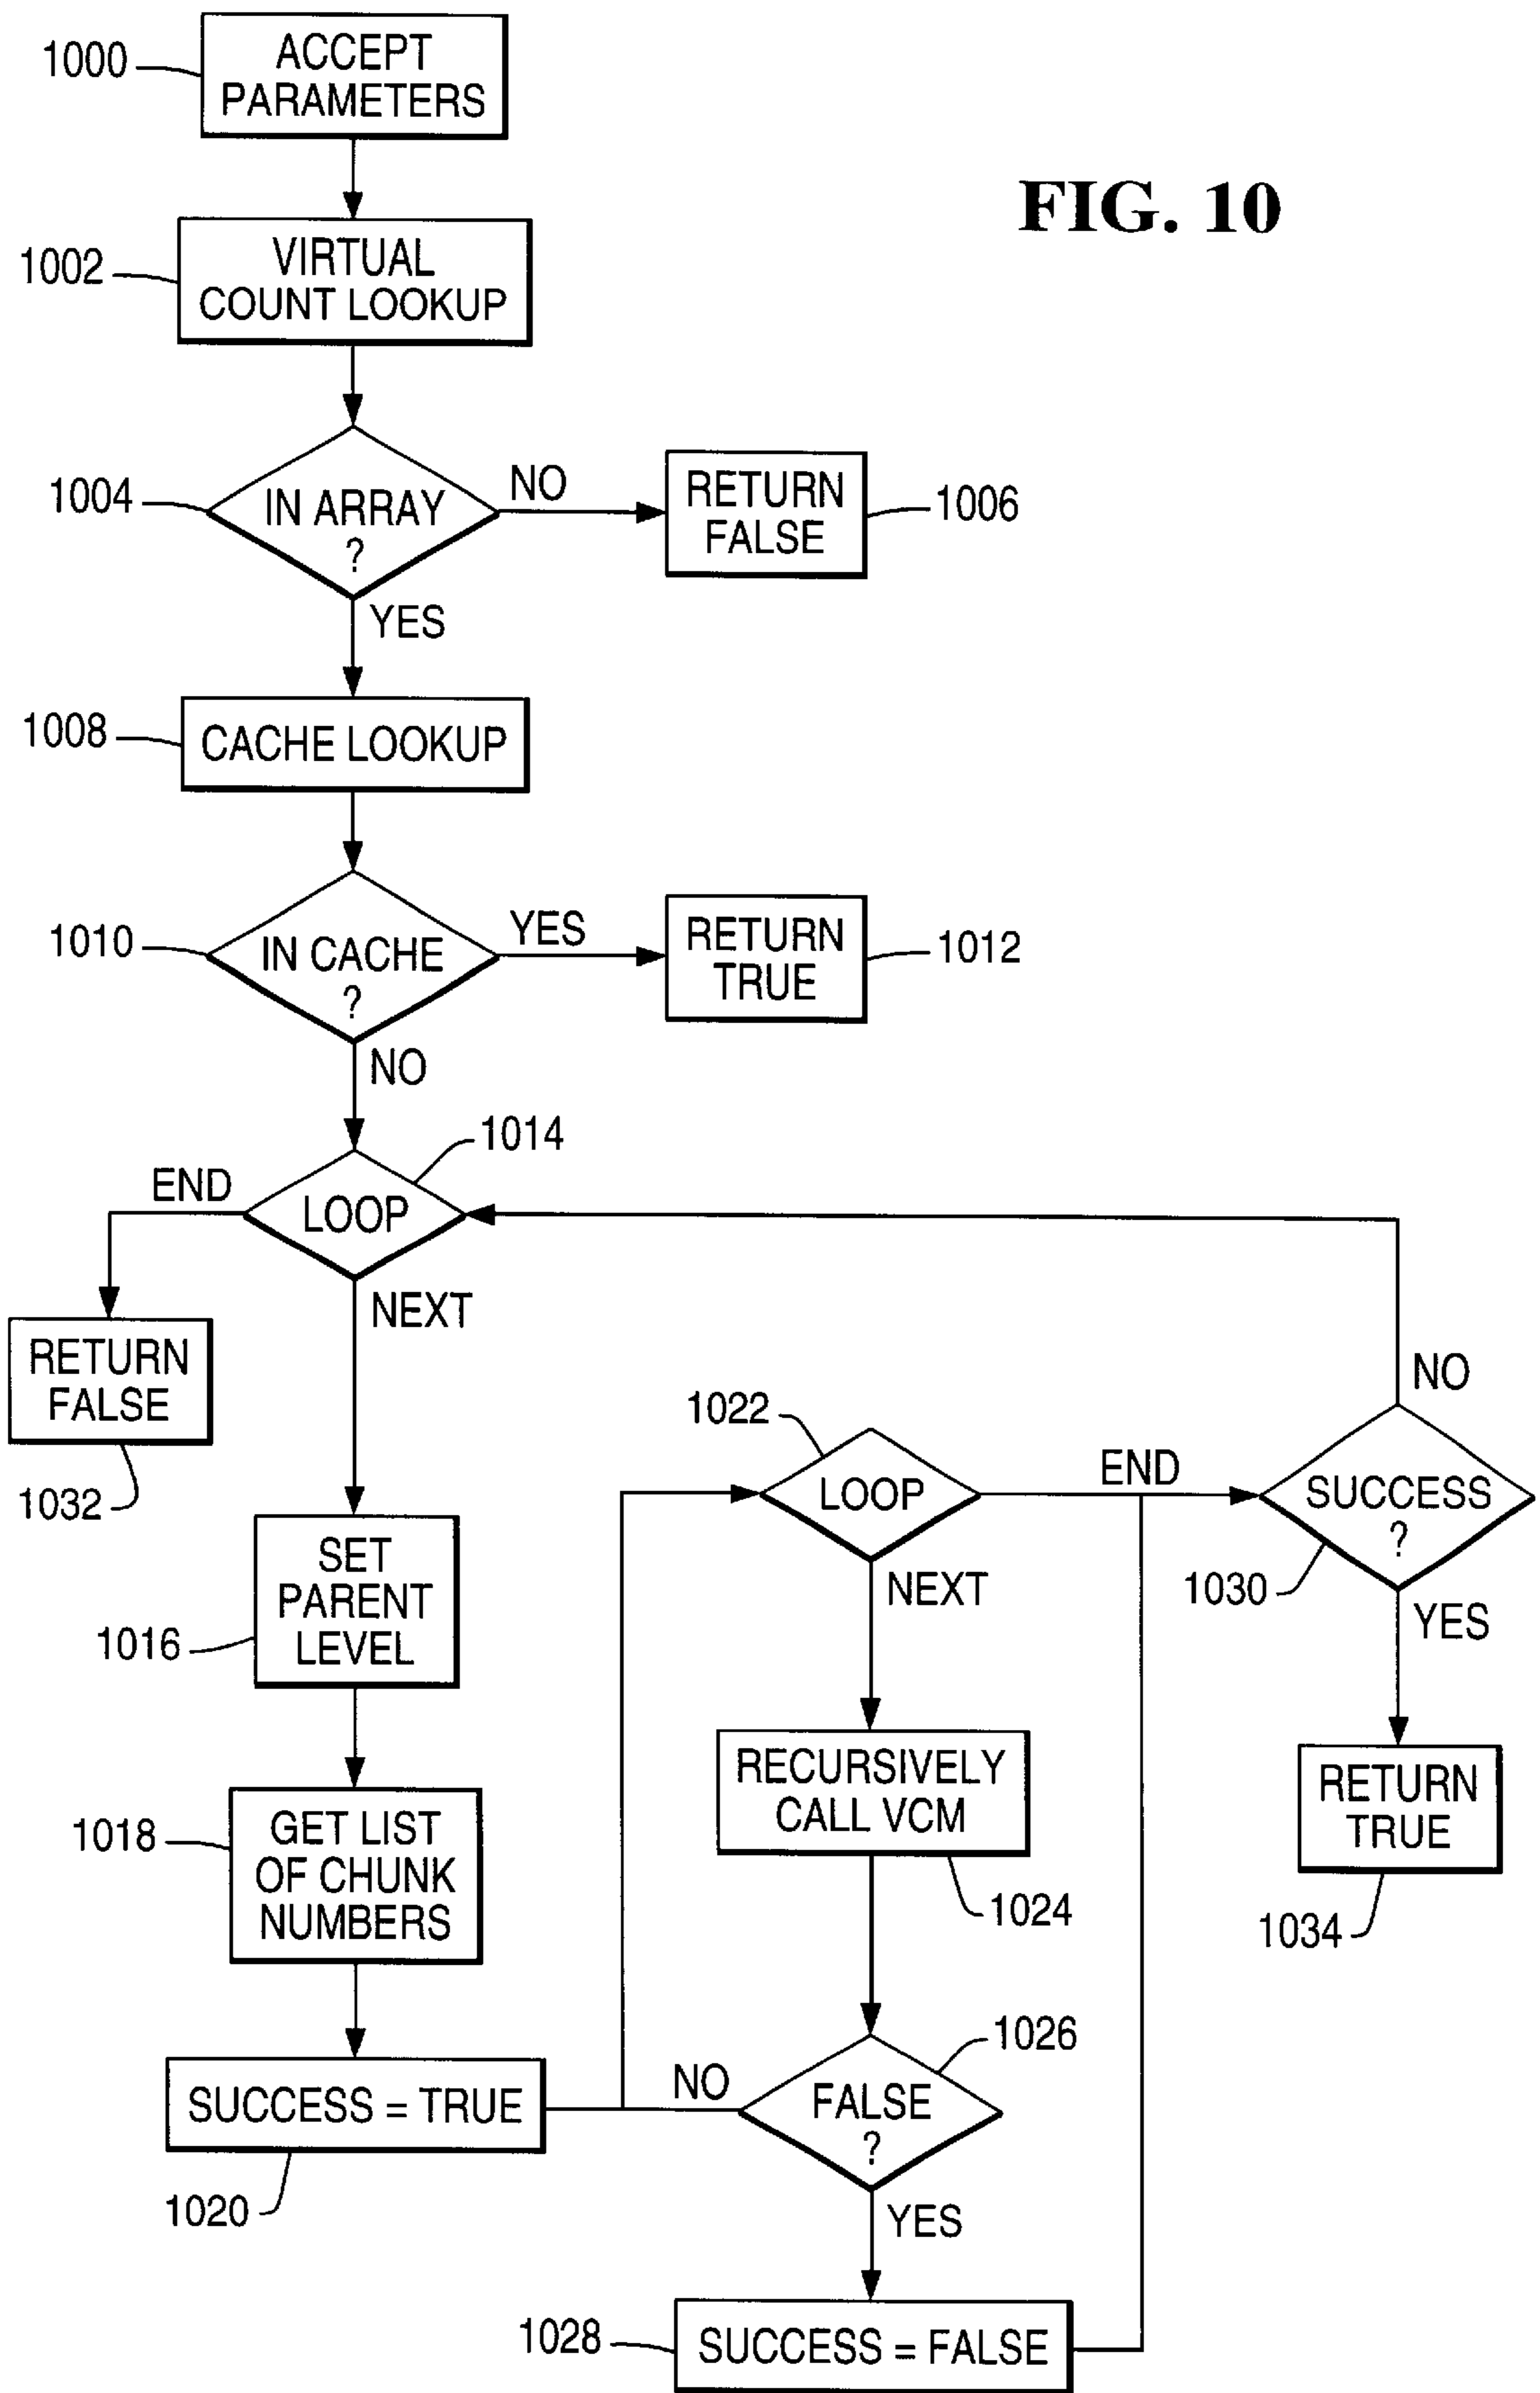 1000
ACCEPT
PARAMETERS
FIG. 10
1002
VIRTUAL
COUNT LOOKUP
1004
IN ARRAY
?
NO
RETURN
FALSE
1006
YES
1008
CACHE LOOKUP
1010
IN CACHE
?
YES
RETURN
TRUE
1012
NO
1014
END
LOOP
NEXT
RETURN
FALSE
1032
1022
LOOP
END
NO
SUCCESS
?
1030
YES
NEXT
SET
PARENT
LEVEL
1016
RECURSIVELY
CALL VCM
1024
RETURN
TRUE
1034
1018
GET LIST
OF CHUNK
NUMBERS
1026
SUCCESS = TRUE
1020
NO
FALSE
?
YES
1028
SUCCESS = FALSE